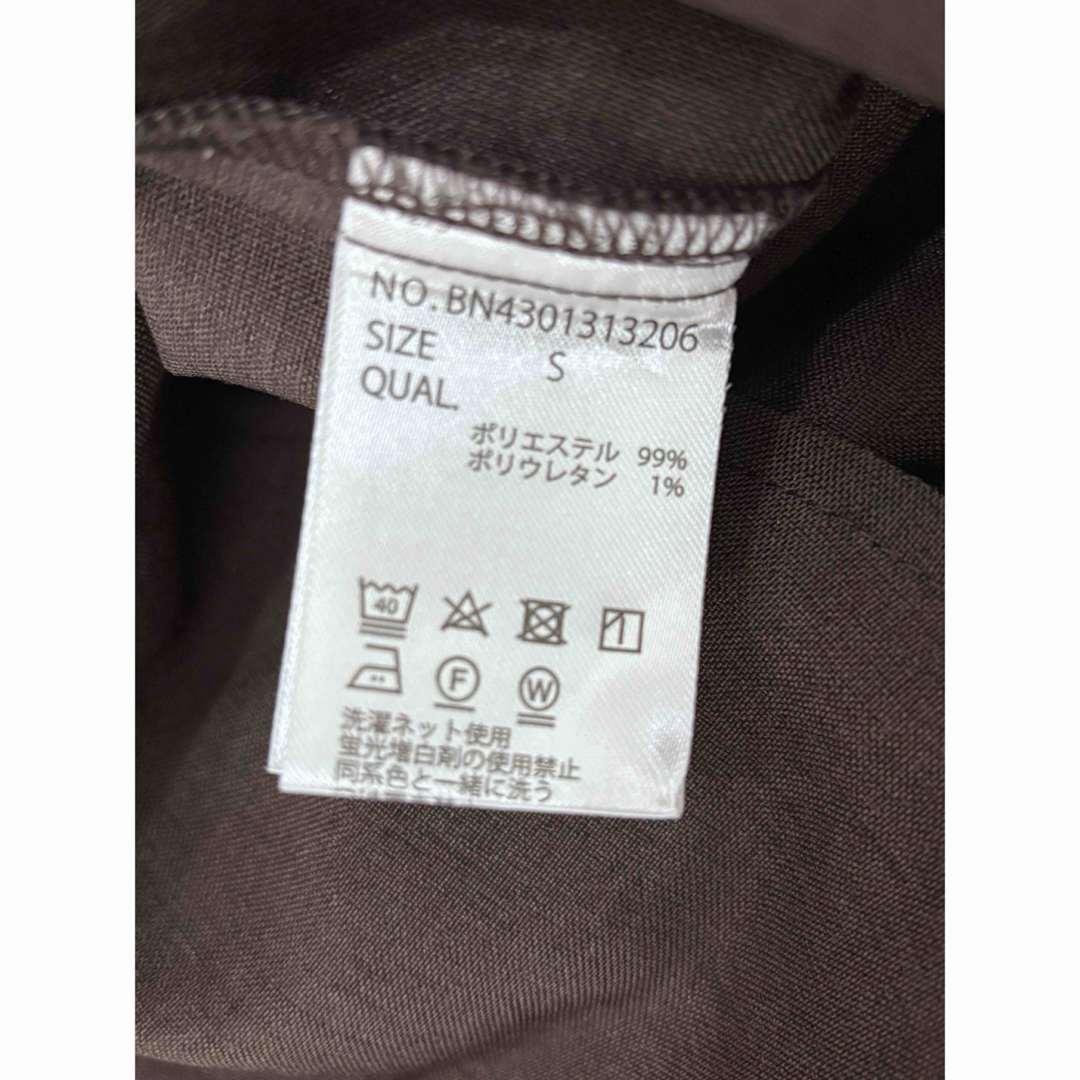 NO. BN4301313206
SIZE S
QUAL.
ポリエステル 99%
ポリウレタン 1%
40
F W
洗濯ネット使用
蛍光増白剤の使用禁止
同系色と一緒に洗う